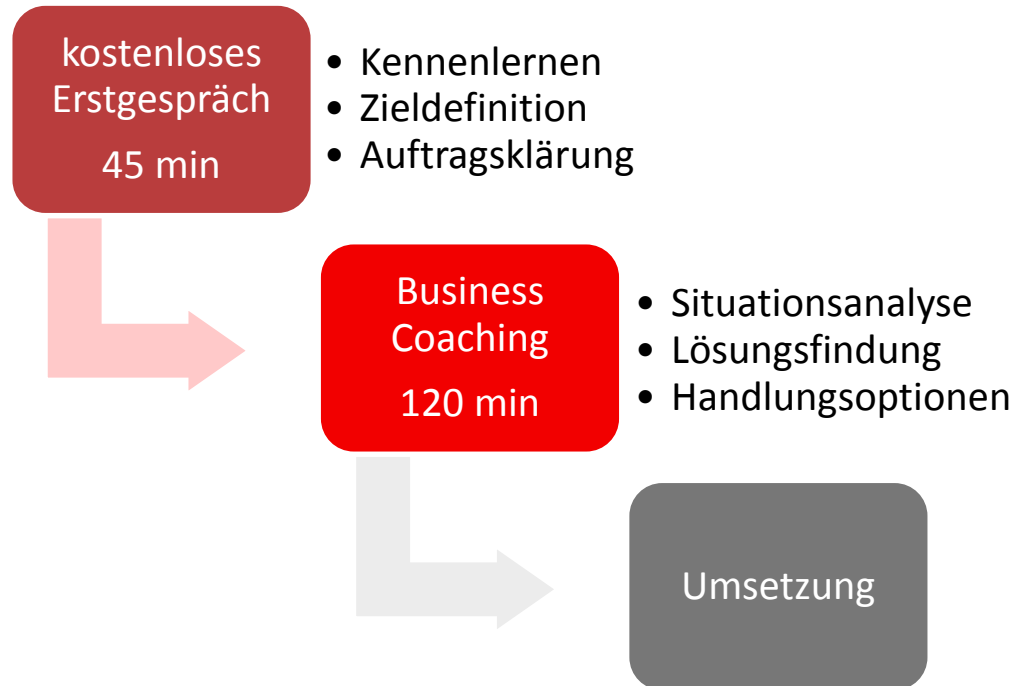 kostenloses
Erstgespräch
45 min
• Kennenlernen
• Zieldefinition
• Auftragsklärung
Business
Coaching
120 min
• Situationsanalyse
• Lösungsfindung
• Handlungsoptionen
Umsetzung